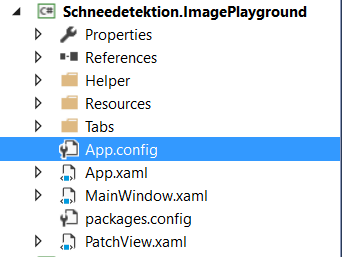 C# Schneedetektion.ImagePlayground
Properties
References
Helper
Resources
Tabs
App.config
App.xaml
MainWindow.xaml
packages.config
PatchView.xaml